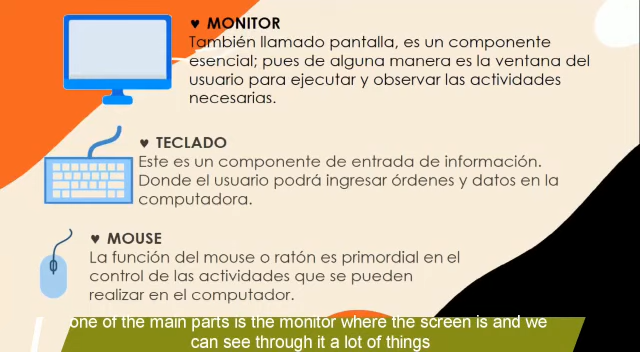 ♥ MONITOR
También llamado pantalla, es un componente
esencial; pues de alguna manera es la ventana del
usuario para ejecutar y observar las actividades
necesarias.
♥ TECLADO
Este es un componente de entrada de información.
Donde el usuario podrá ingresar órdenes y datos en la
computadora.
♥ MOUSE
La función del mouse o ratón es primordial en el
control de las actividades que se pueden
realizar en el computador.
one of the main parts is the monitor where the screen is and we
can see through it a lot of things